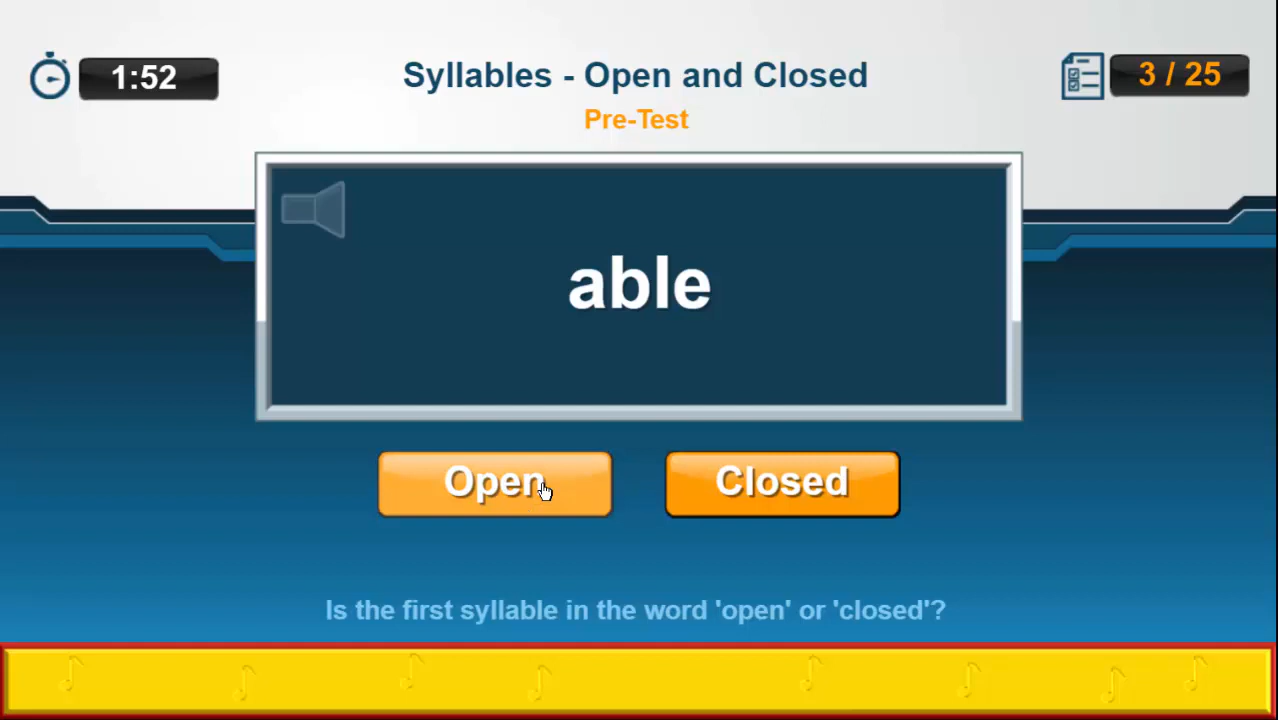 1:52
Syllables - Open and Closed
3 / 25
Pre-Test
able
Open
Closed
Is the first syllable in the word 'open' or 'closed'?